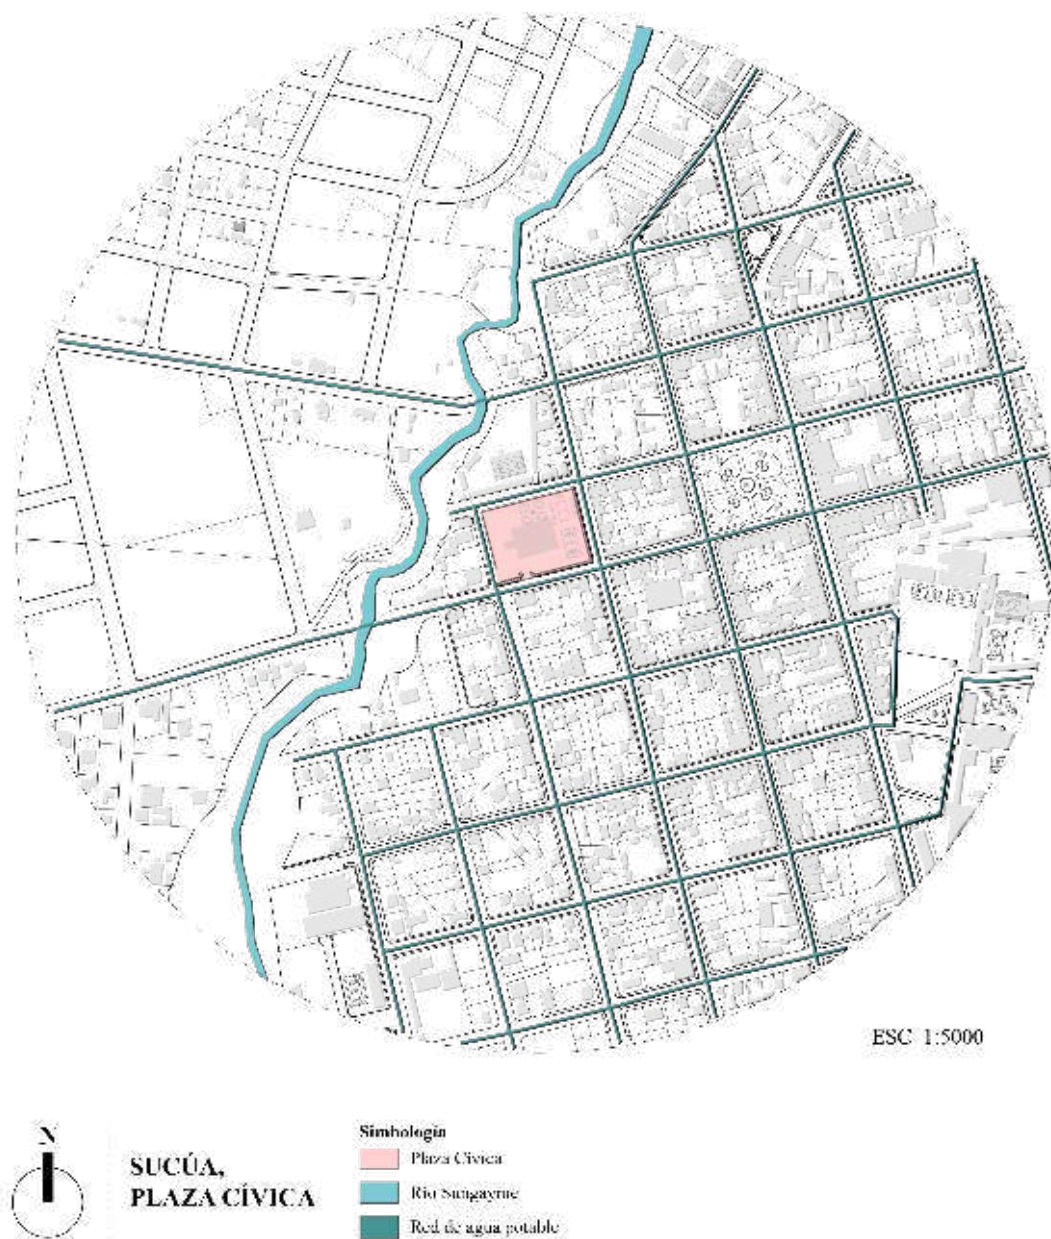 ESC 1:5000
N
SUCÚA,
PLAZA CÍVICA
Simbología
Plaza Cívica
Río
Red de agua potable